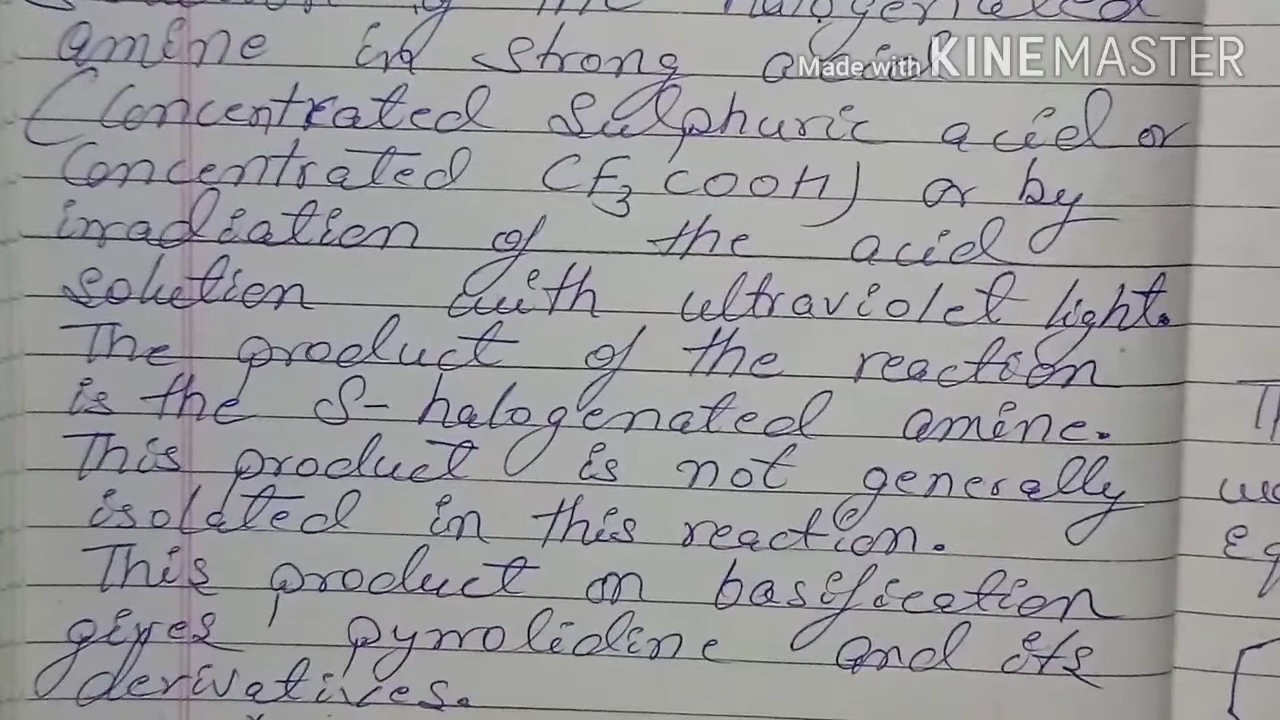 the halogenated
amine in strong acid
Made with KINEMASTER
(Concentrated Sulphuric acid or
Concentrated CF3COOH) or by
irradiation of the acid
solution with ultraviolet light.
The product of the reaction
is the δ-halogenated amine.
This product is not generally
isolated in this reaction.
This product on basification
gives pyrrolidine and its
derivatives.